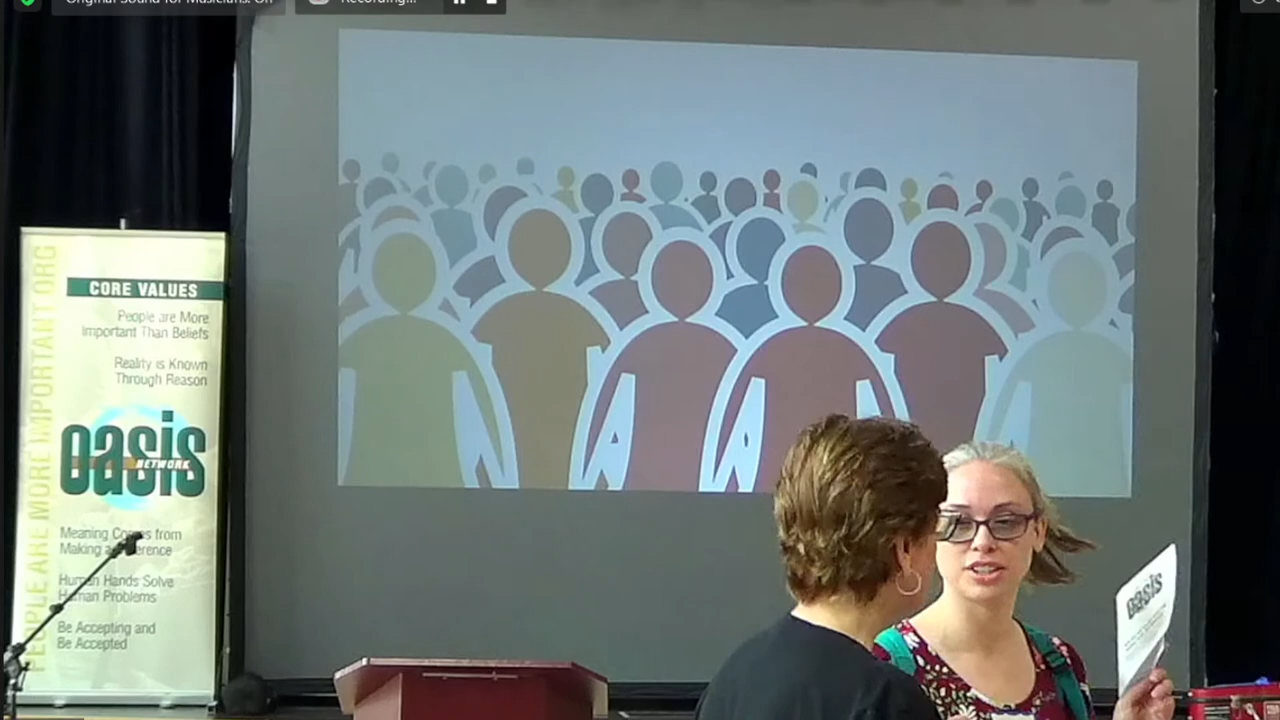 Original Sound for Musicians: On
Recording...
PEOPLE ARE MORE IMPORTANT.ORG
CORE VALUES
People are More
Important Than Beliefs
Reality is Known
Through Reason
oasis
NETWORK
Meaning Comes from
Making a
Human Hands Solve
Human Problems
Be Accepting and
Be Accepted
oasis